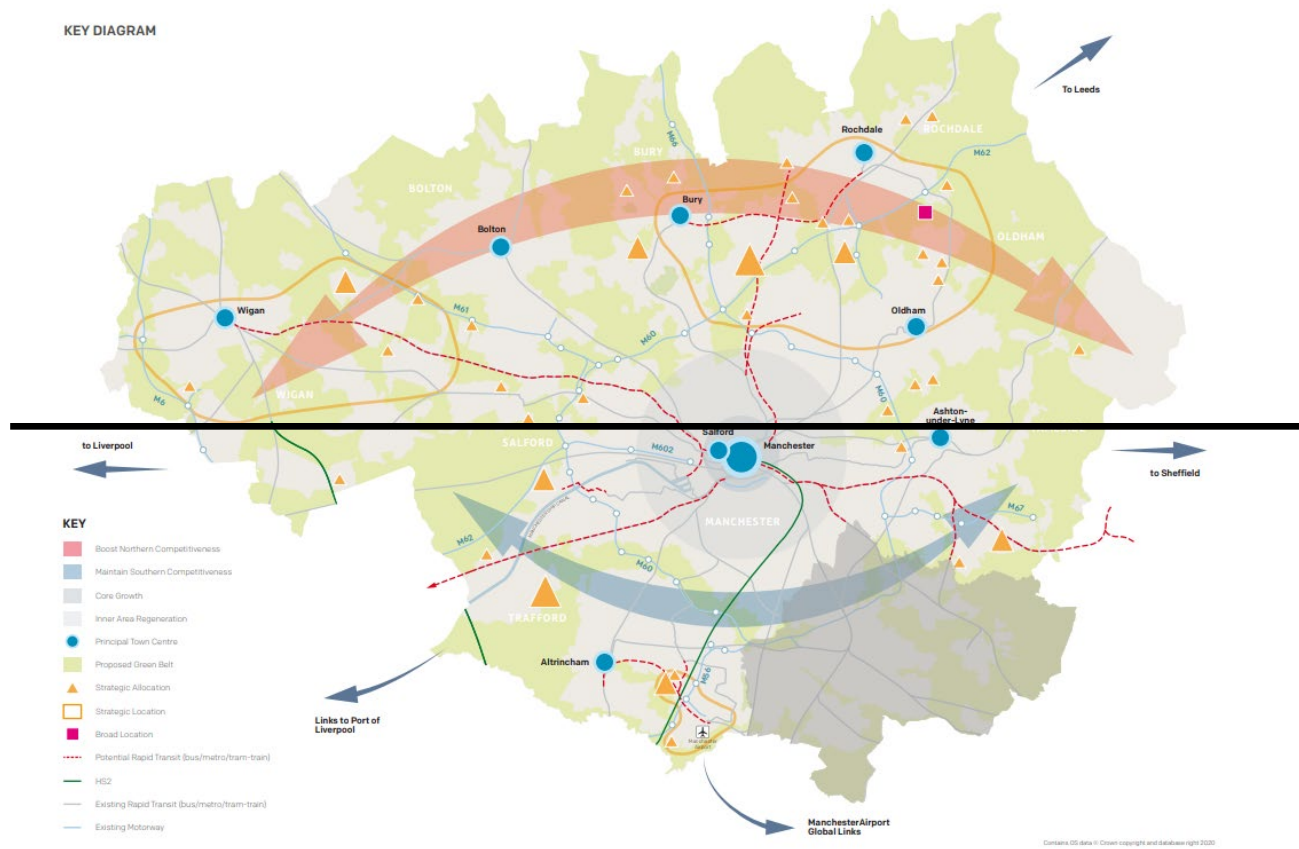 KEY DIAGRAM
To Leeds
Rochdale
ROCHDALE
M66
M62
BURY
BOLTON
Bury
Bolton
OLDHAM
Wigan
M61
M60
Oldham
WIGAN
M6
M60
Ashton-
under-Lyne
to Liverpool
SALFORD
Salford
M602
Manchester
to Sheffield
MANCHESTER SHIP CANAL
MANCHESTER
M67
M62
M60
TRAFFORD
Altrincham
M56
Manchester
Airport
Links to Port of
Liverpool
ManchesterAirport
Global Links
KEY
Boost Northern Competitiveness
Maintain Southern Competitiveness
Core Growth
Inner Area Regeneration
Principal Town Centre
Proposed Green Belt
Strategic Allocation
Strategic Location
Broad Location
Potential Rapid Transit (bus/metro/tram-train)
HS2
Existing Rapid Transit (bus/metro/tram-train)
Existing Motorway
Contains OS data © Crown copyright and database right 2020